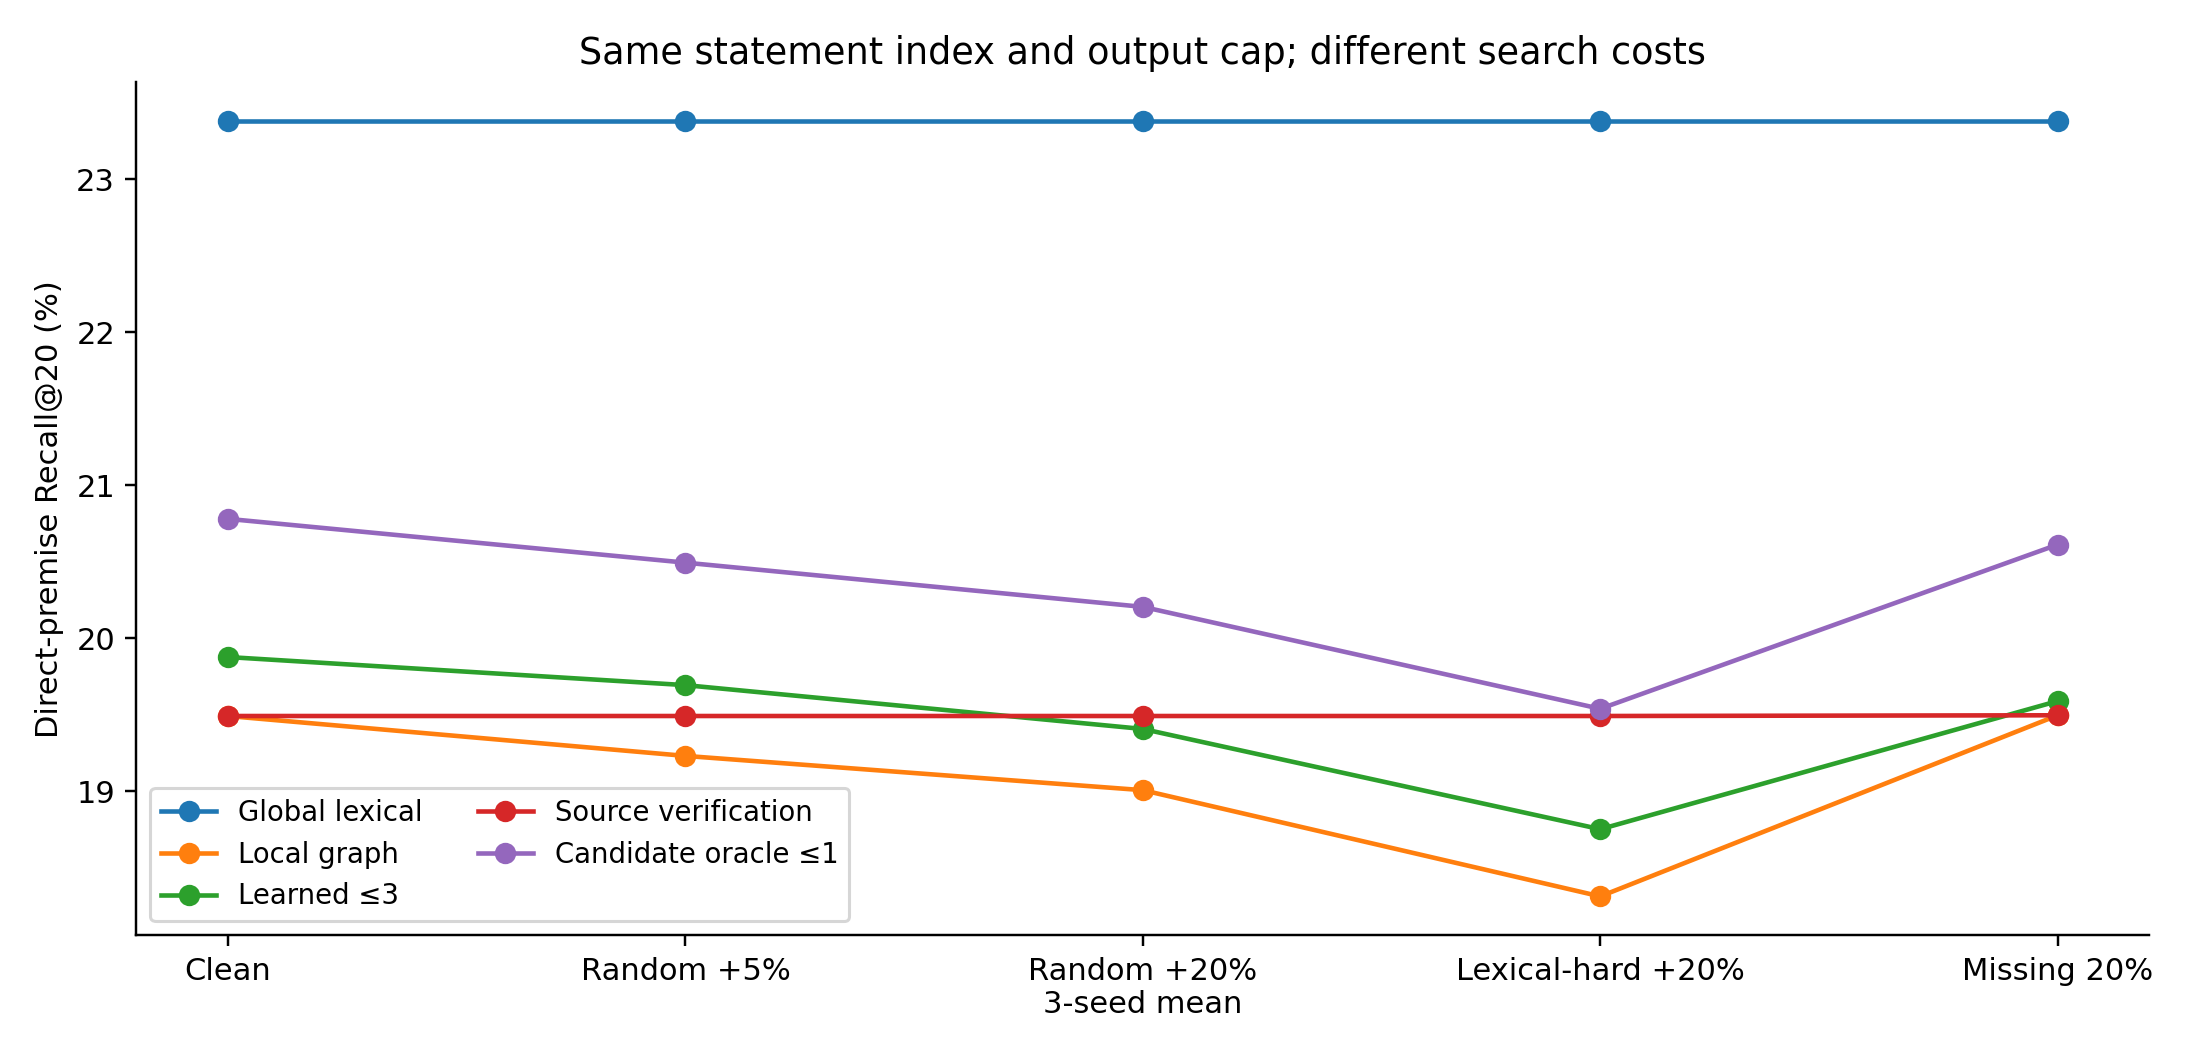 Same statement index and output cap; different search costs
Direct-premise Recall@20 (%)
23
22
21
20
19
Global lexical
Local graph
Learned ≤3
Source verification
Candidate oracle ≤1
Clean
Random +5%
Random +20%
3-seed mean
Lexical-hard +20%
Missing 20%